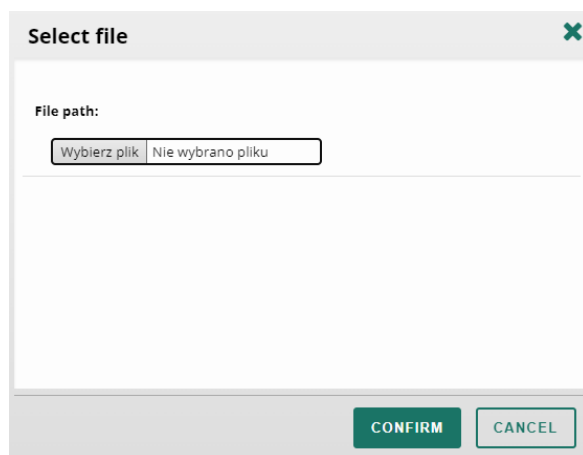 Select file
File path:
Wybierz plik Nie wybrano pliku
CONFIRM CANCEL